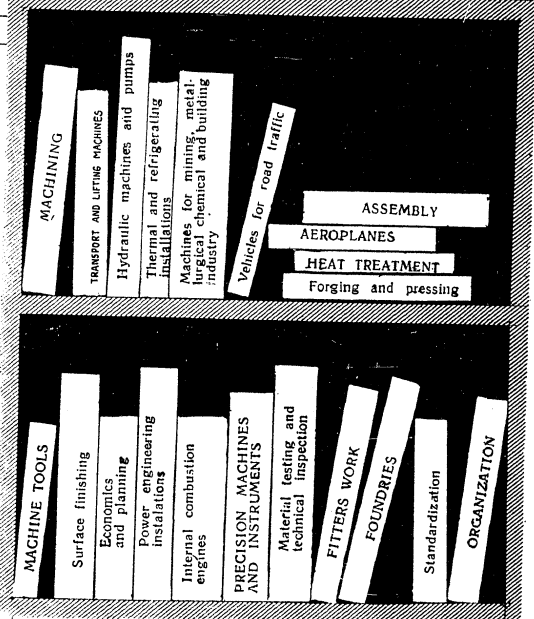 MACHINING
TRANSPORT AND LIFTING MACHINES
Hydraulic machines and pumps
Thermal and refrigerating
installations
Machines for mining, metal-
lurgical chemical and building
industry
Vehicles for road traffic
ASSEMBLY
AEROPLANES
HEAT TREATMENT
Forging and pressing
MACHINE TOOLS
Surface finishing
Economics
and planning
Power engineering
instalations
Internal combustion
engines
PRECISION MACHINES
AND INSTRUMENTS
Material testing and
technical inspection
FITTERS WORK
FOUNDRIES
Standardization
ORGANIZATION